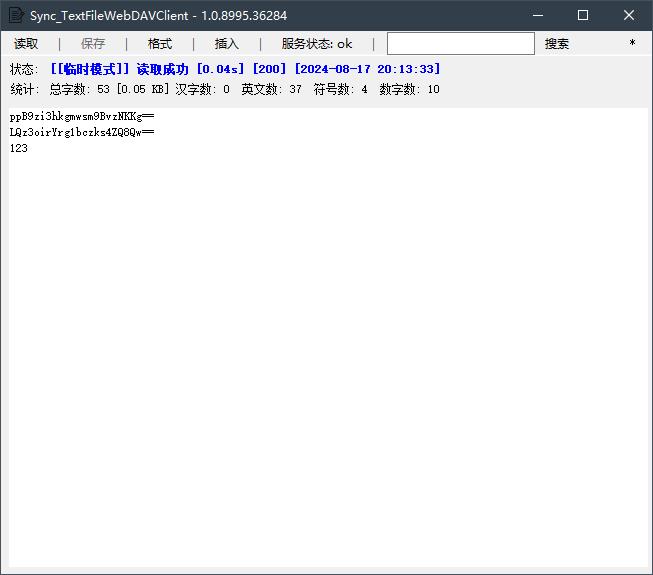 Sync_TextFileWebDAVClient - 1.0.8995.36284
读取 | 保存 | 格式 | 插入 | 服务状态: ok | 搜索 *
状态: [[临时模式]] 读取成功 [0.04s] [200] [2024-08-17 20:13:33]
统计: 总字数: 53 [0.05 KB] 汉字数: 0 英文数: 37 符号数: 4 数字数: 10
ppB9zi3hkgmwsm9BvzNKKg==
LQz3oirYrg1bczks4ZQ8Qw==
123